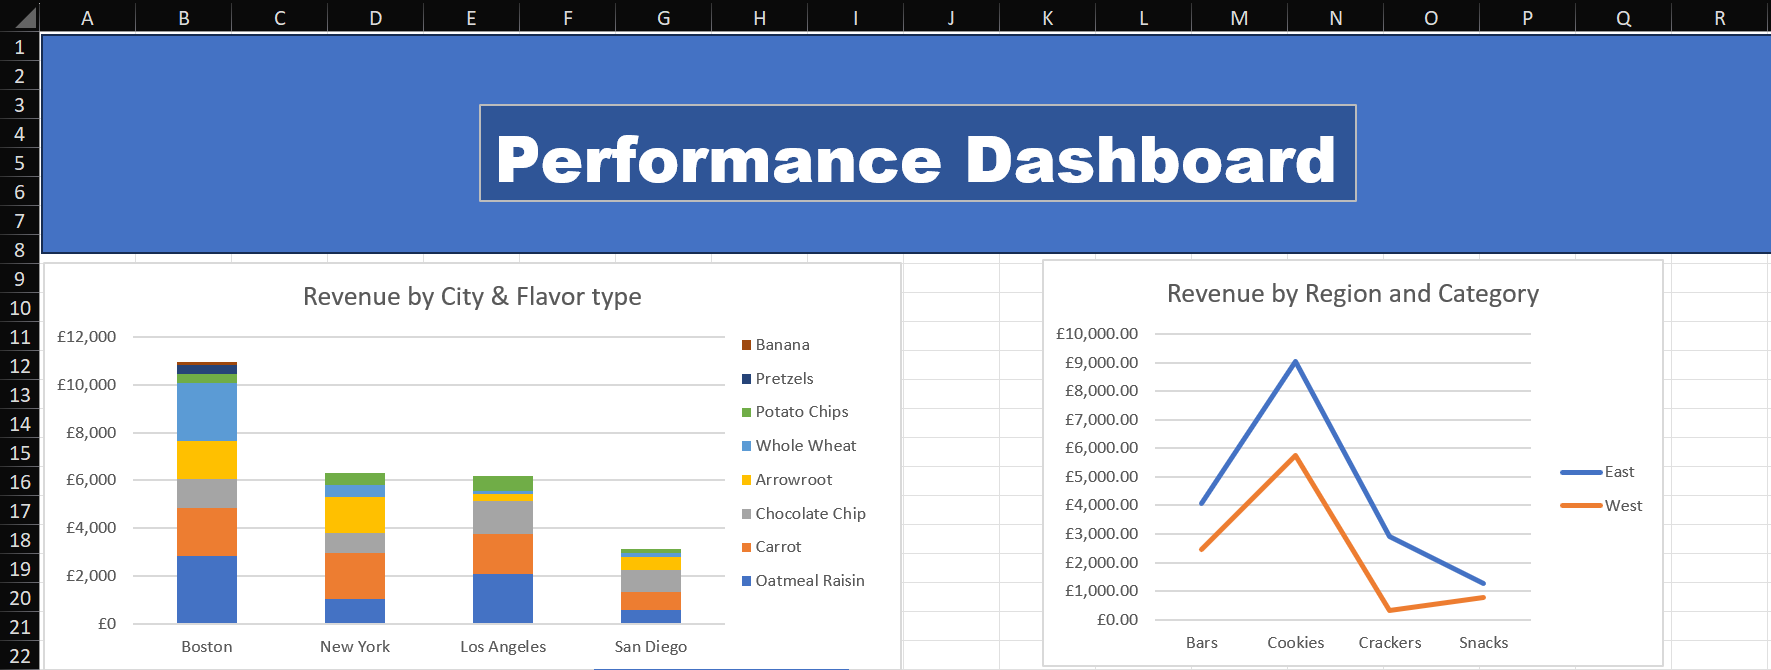 A B C D E F G H I J K L M N O P Q R
1
2
3
4
5
6
7
8
9
10
11
12
13
14
15
16
17
18
19
20
21
22
Performance Dashboard
Revenue by City & Flavor type
£12,000
£10,000
£8,000
£6,000
£4,000
£2,000
£0
Boston New York Los Angeles San Diego
Banana
Pretzels
Potato Chips
Whole Wheat
Arrowroot
Chocolate Chip
Carrot
Oatmeal Raisin
Revenue by Region and Category
£10,000.00
£9,000.00
£8,000.00
£7,000.00
£6,000.00
£5,000.00
£4,000.00
£3,000.00
£2,000.00
£1,000.00
£0.00
Bars Cookies Crackers Snacks
East
West